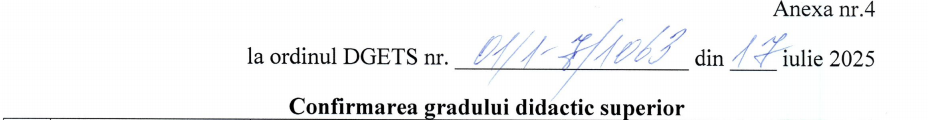 Anexa nr.4
la ordinul DGETS nr. 01/1-7/1063 din 17 iulie 2025
Confirmarea gradului didactic superior